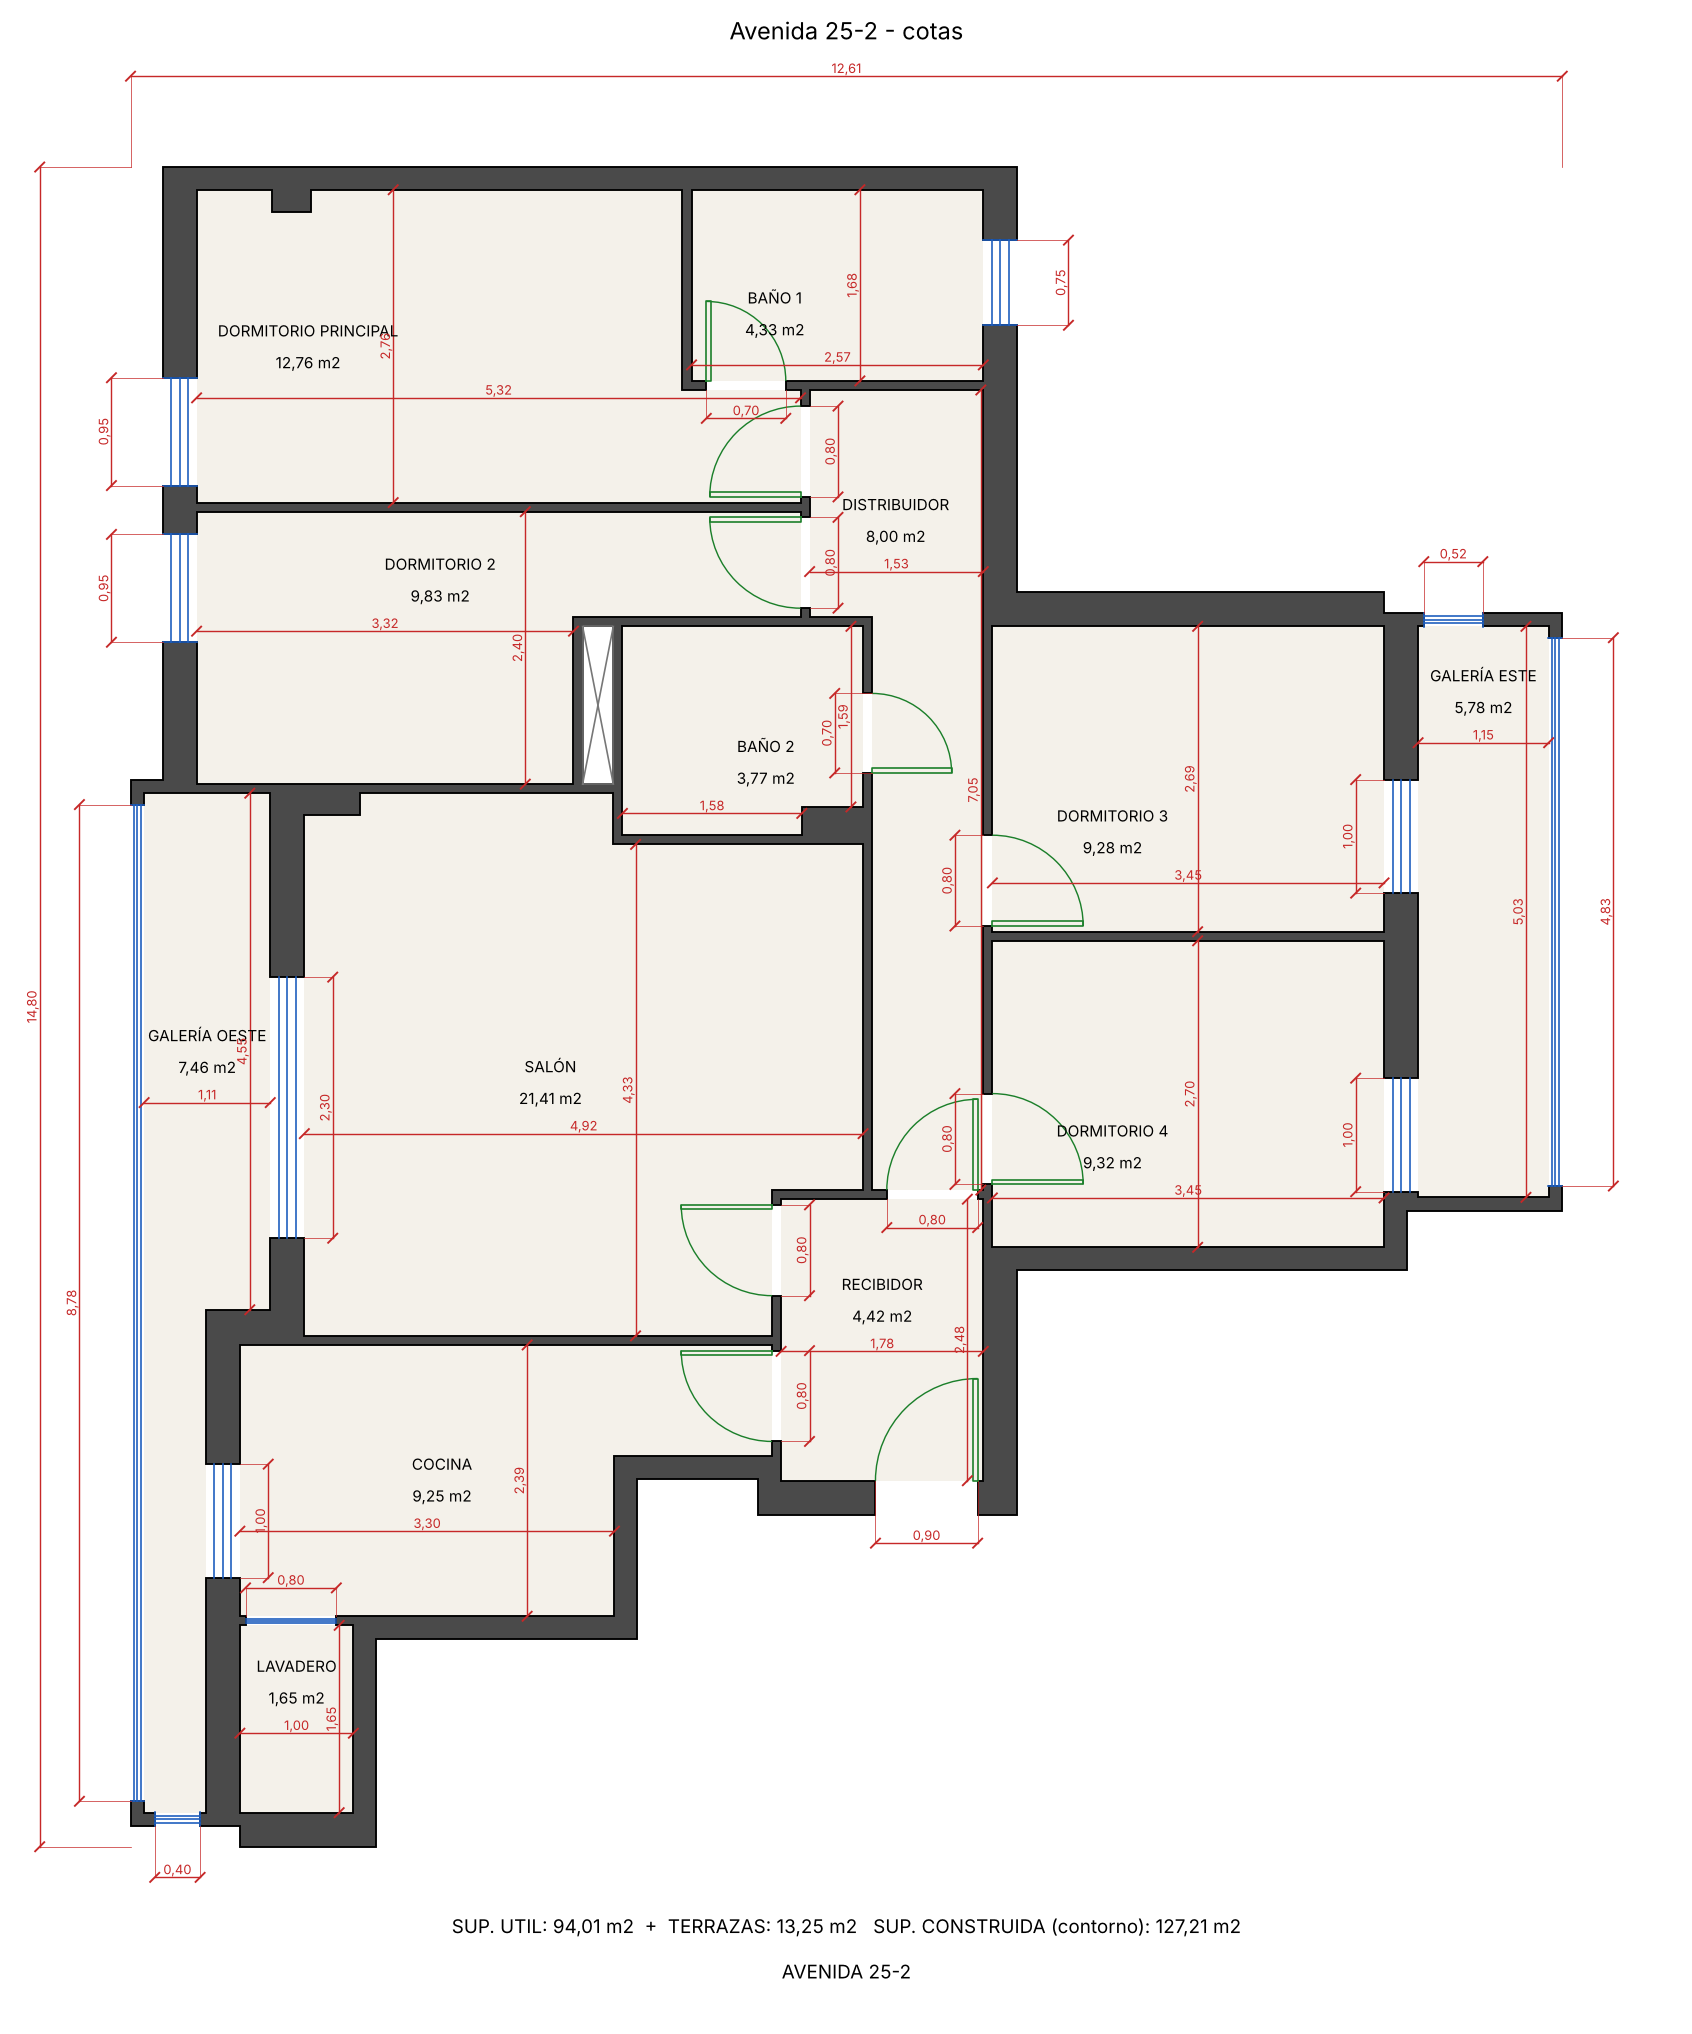 Avenida 25-2 - cotas
12,61
0,75
1,68
BAÑO 1
4,33 m2
DORMITORIO PRINCIPAL
12,76 m2
2,76
2,57
5,32
0,70
0,95
0,80
DISTRIBUIDOR
8,00 m2
0,52
DORMITORIO 2
9,83 m2
0,80
1,53
0,95
3,32
2,40
GALERÍA ESTE
5,78 m2
1,59
0,70
1,15
BAÑO 2
3,77 m2
2,69
7,05
1,58
DORMITORIO 3
9,28 m2
1,00
3,45
0,80
5,03
4,83
14,80
GALERÍA OESTE
7,46 m2
4,55
1,11
SALÓN
21,41 m2
4,33
2,30
4,92
2,70
DORMITORIO 4
9,32 m2
0,80
1,00
3,45
0,80
0,80
RECIBIDOR
4,42 m2
8,78
1,78
2,48
0,80
COCINA
9,25 m2
2,39
1,00
3,30
0,90
0,80
LAVADERO
1,65 m2
1,65
1,00
0,40
SUP. UTIL: 94,01 m2 + TERRAZAS: 13,25 m2 SUP. CONSTRUIDA (contorno): 127,21 m2
AVENIDA 25-2